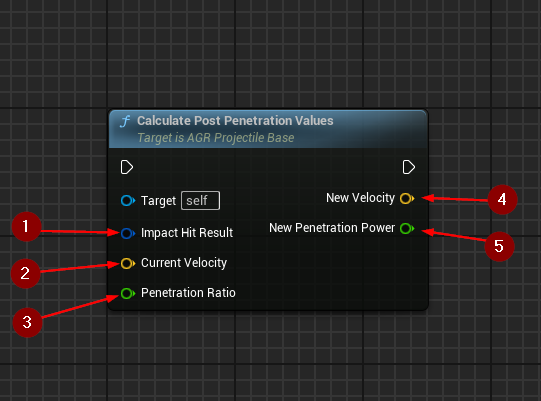 f Calculate Post Penetration Values
Target is AGR Projectile Base
Target self
New Velocity
4
1
Impact Hit Result
New Penetration Power
5
2
Current Velocity
3
Penetration Ratio